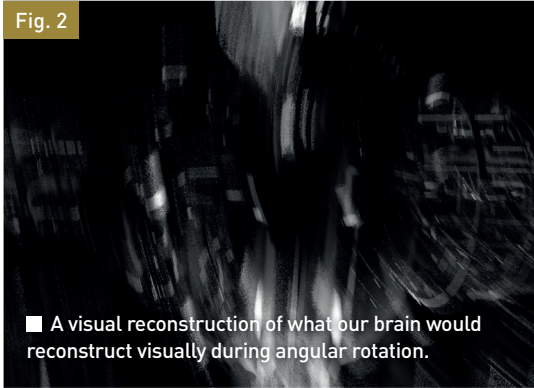 Fig. 2
A visual reconstruction of what our brain would
reconstruct visually during angular rotation.